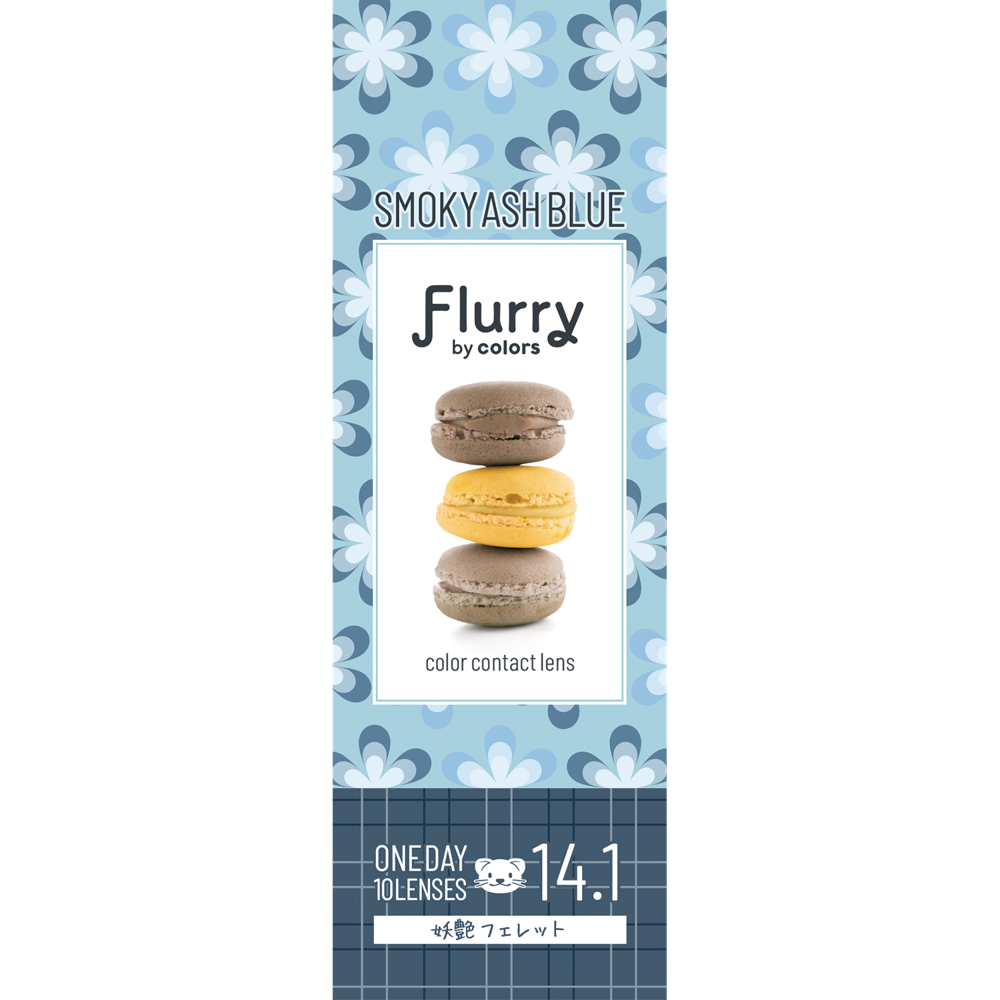 SMOKY ASH BLUE
Flurry
by colors
color contact lens
ONE DAY
10LENSES
14.1
妖艶フェレット